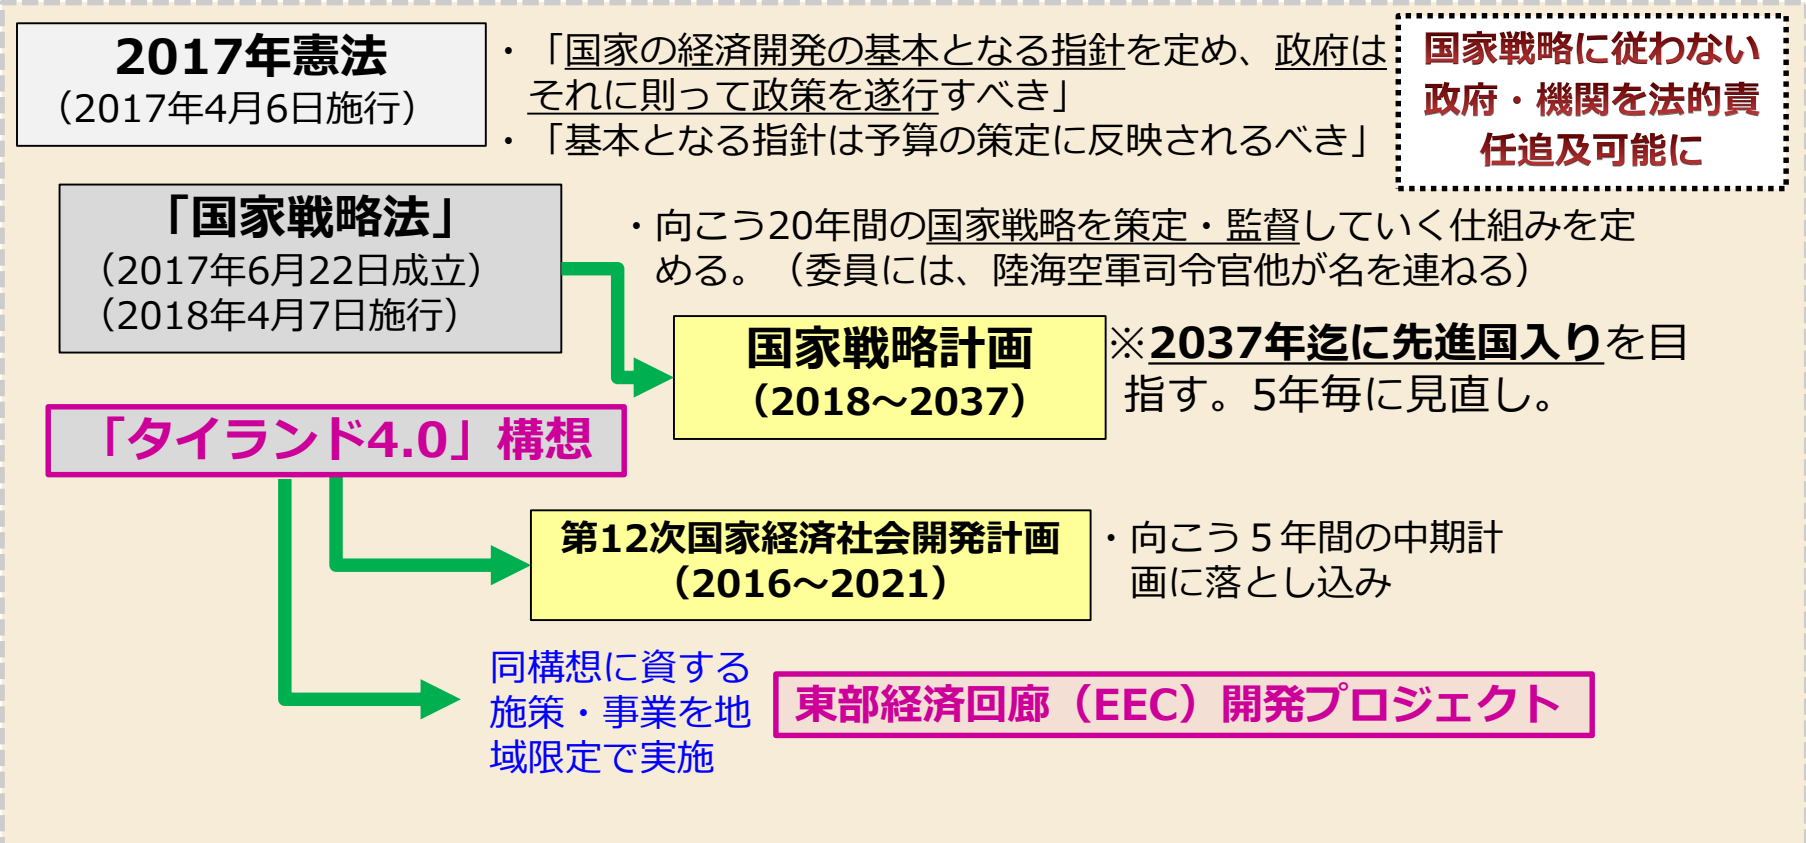 2017年憲法
（2017年4月6日施行）
・「国家の経済開発の基本となる指針を定め、政府は
それに則って政策を遂行すべき」
・「基本となる指針は予算の策定に反映されるべき」
国家戦略に従わない
政府・機関を法的責
任追及可能に
「国家戦略法」
（2017年6月22日成立）
（2018年4月7日施行）
・向こう20年間の国家戦略を策定・監督していく仕組みを定
める。（委員には、陸海空軍司令官他が名を連ねる）
国家戦略計画
（2018～2037）
※2037年迄に先進国入りを目
指す。5年毎に見直し。
「タイランド4.0」構想
第12次国家経済社会開発計画
（2016～2021）
・向こう５年間の中期計
画に落とし込み
同構想に資する
施策・事業を地
域限定で実施
東部経済回廊（EEC）開発プロジェクト